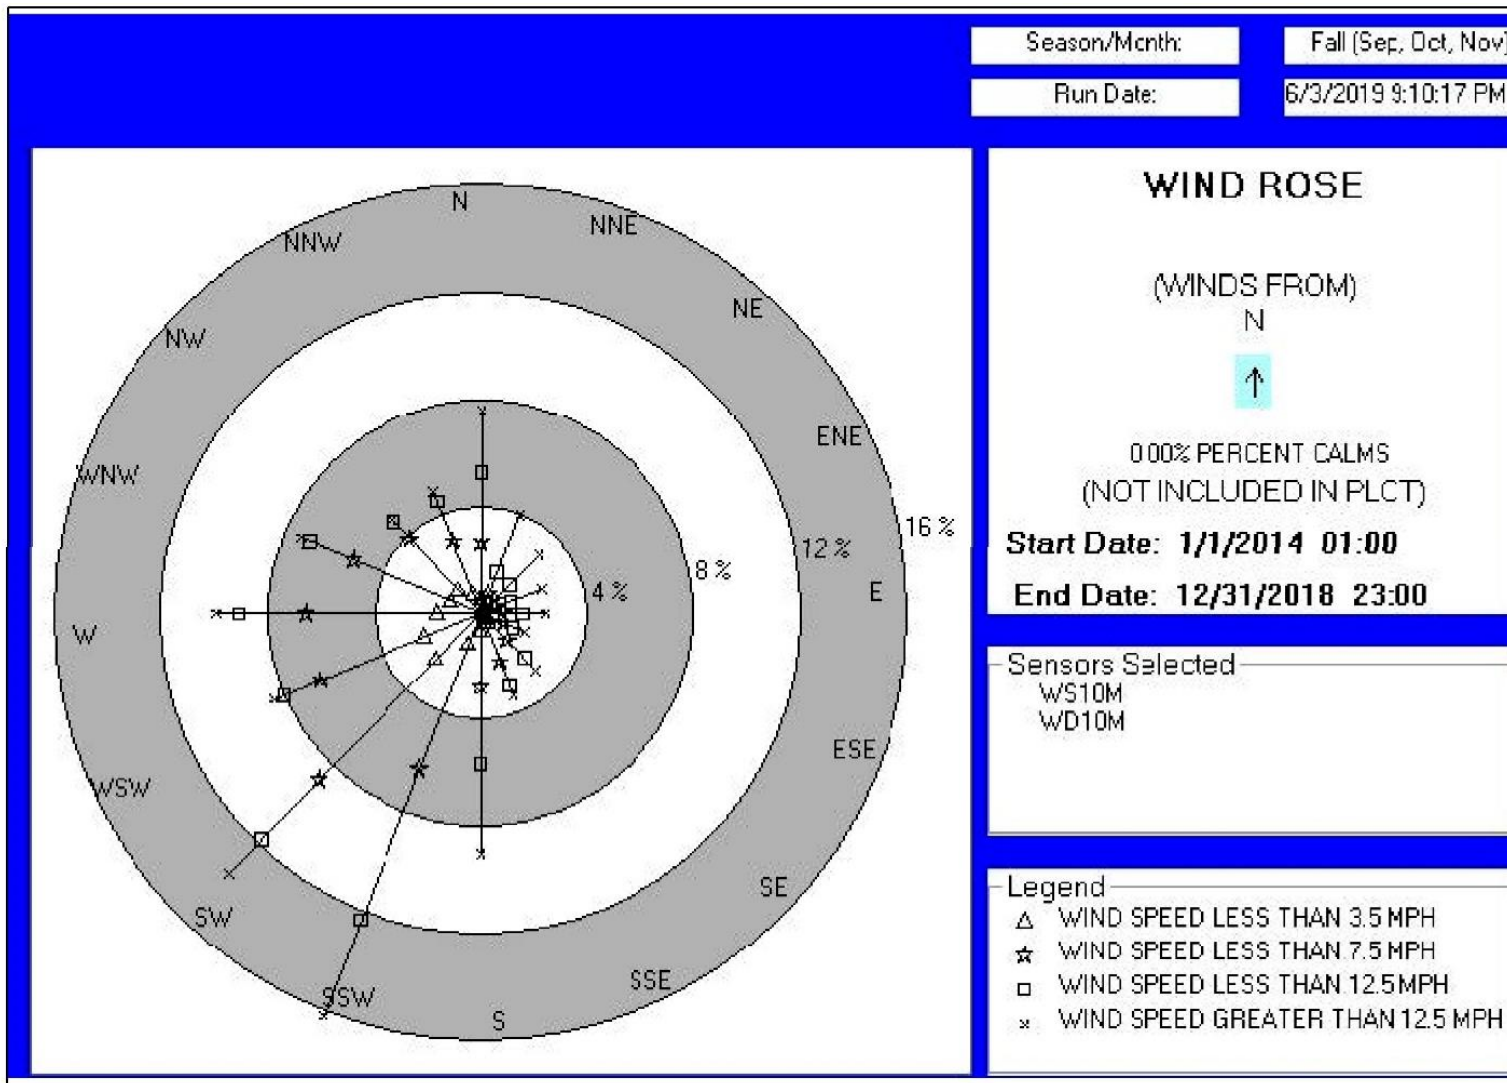 Season/Month: Fall (Sep, Oct, Nov)
Run Date: 6/3/2019 9:10:17 PM
WIND ROSE
(WINDS FROM)
N
000% PERCENT CALMS
(NOT INCLUDED IN PLCT)
Start Date: 1/1/2014 01:00
End Date: 12/31/2018 23:00
N
NNE
NNW
NE
NW
ENE
WNW
16 %
12 %
8 %
4 %
E
W
ESE
WSW
SE
SW
SSE
SSW
S
Sensors Selected
WS10M
WD10M
Legend
WIND SPEED LESS THAN 3.5 MPH
WIND SPEED LESS THAN 7.5 MPH
WIND SPEED LESS THAN 12.5 MPH
WIND SPEED GREATER THAN 12.5 MPH